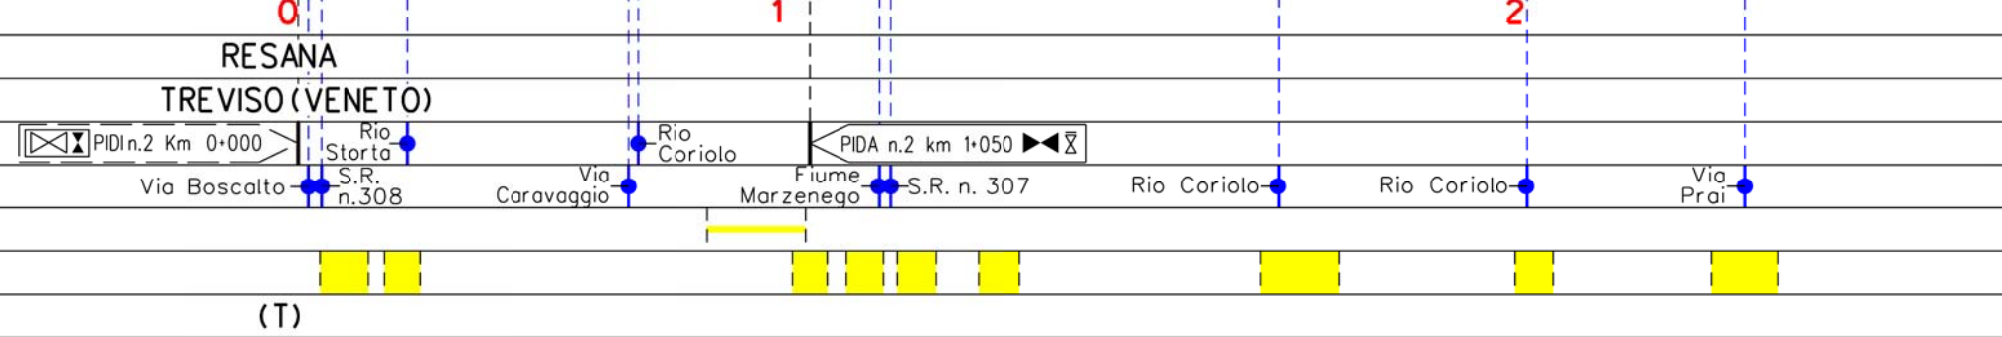 0 1 2
RESANA
TREVISO (VENETO)
PIDI n.2 Km 0+000
Rio
Storta
Rio
Coriolo
PIDA n.2 km 1+050
Via Boscalto
S.R.
n.308
Via
Caravaggio
Fiume
Marzenego
S.R. n. 307
Rio Coriolo
Rio Coriolo
Via
Prai
(T)